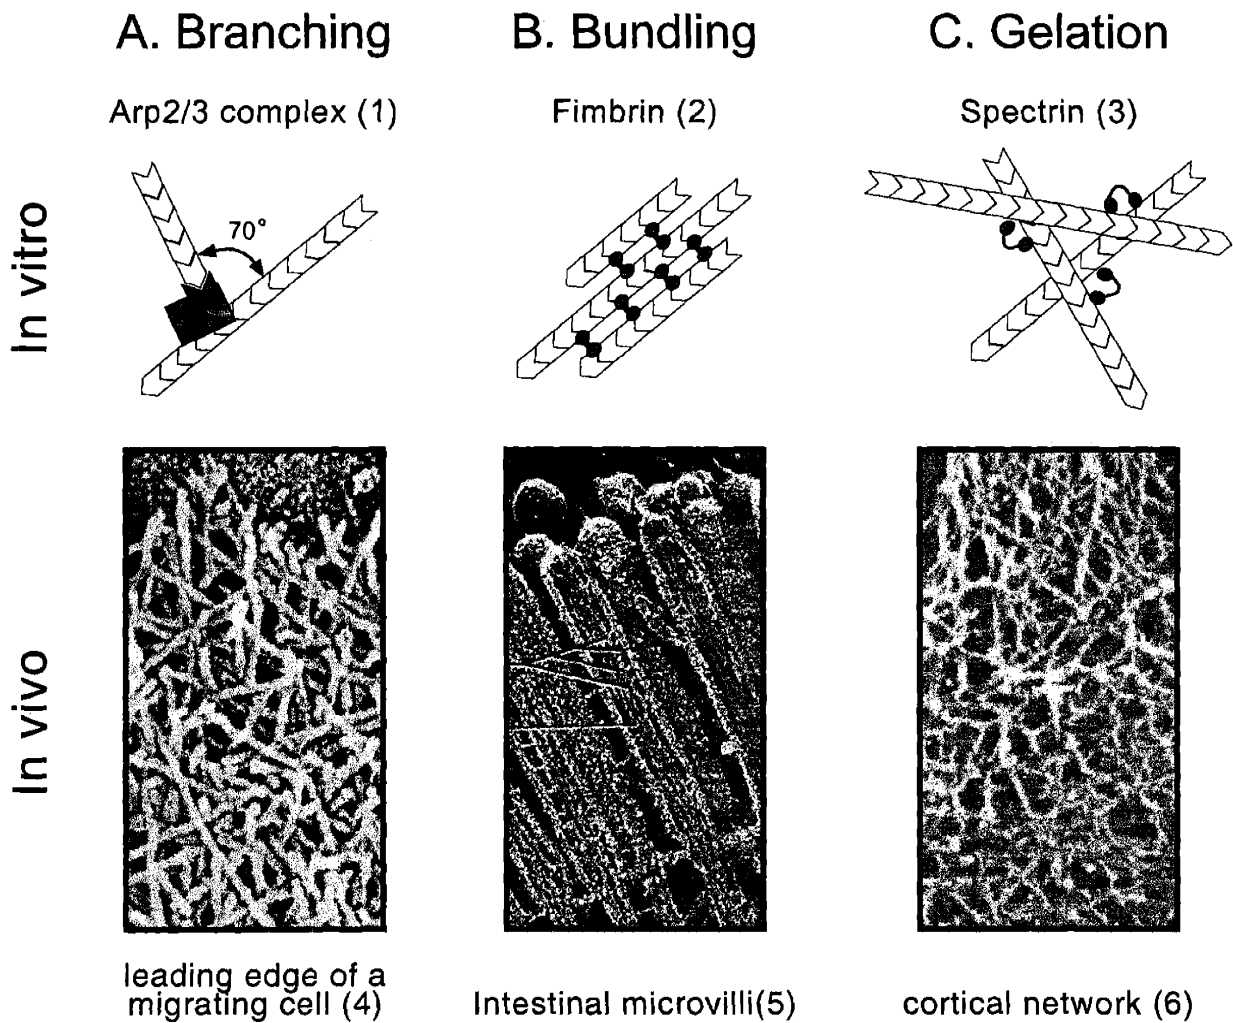 A. Branching
B. Bundling
C. Gelation
Arp2/3 complex (1)
Fimbrin (2)
Spectrin (3)
In vitro
70°
In vivo
leading edge of a
migrating cell (4)
Intestinal microvilli(5)
cortical network (6)